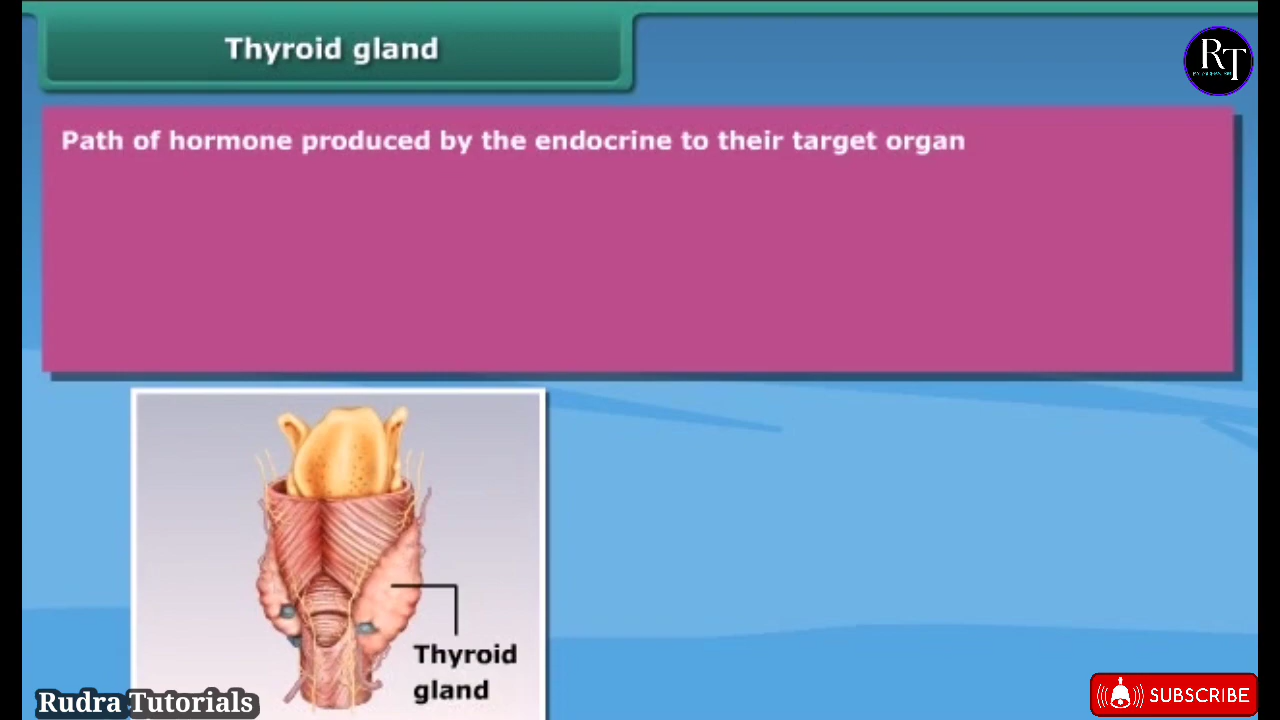 Thyroid gland
RT
Path of hormone produced by the endocrine to their target organ
Thyroid
gland
Rudra Tutorials
SUBSCRIBE